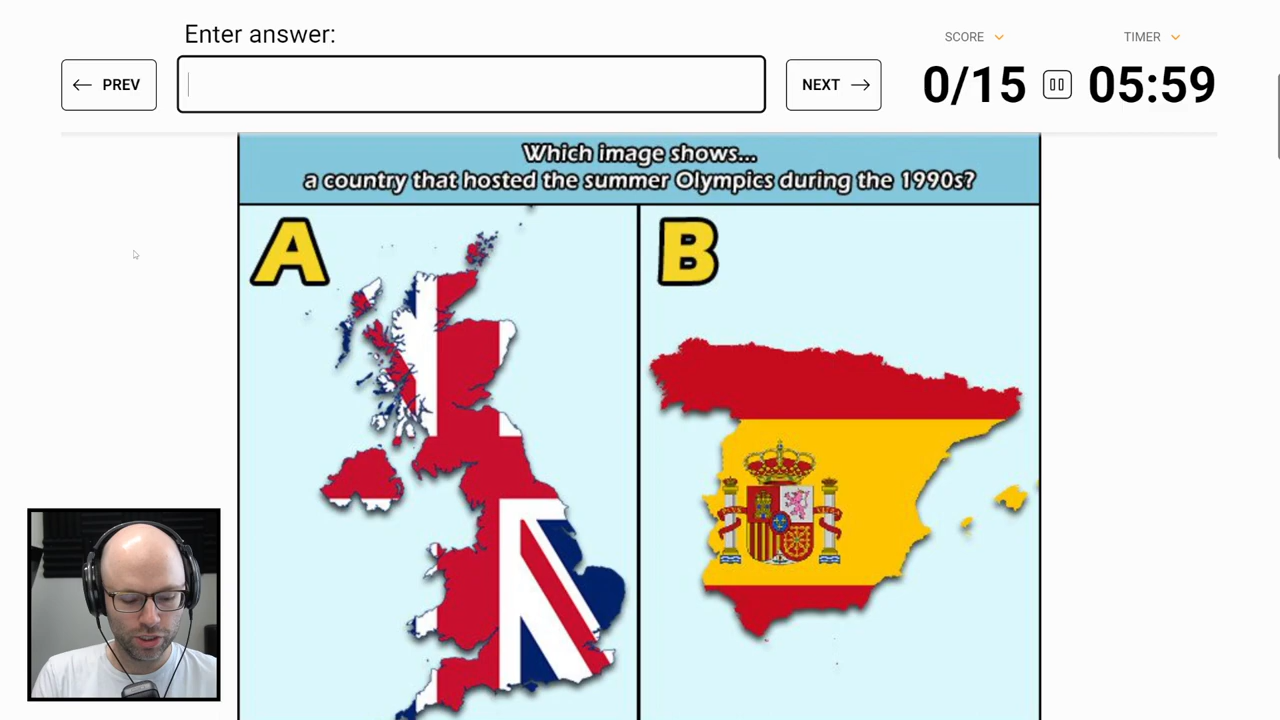 Enter answer:
SCORE
TIMER
← PREV
NEXT →
0/15
05:59
Which image shows...
a country that hosted the summer Olympics during the 1990s?
A
B